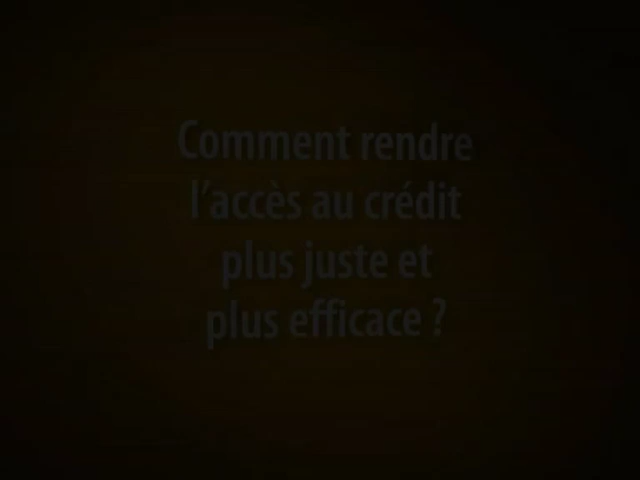 Comment rendre
l’accès au crédit
plus juste et
plus efficace ?